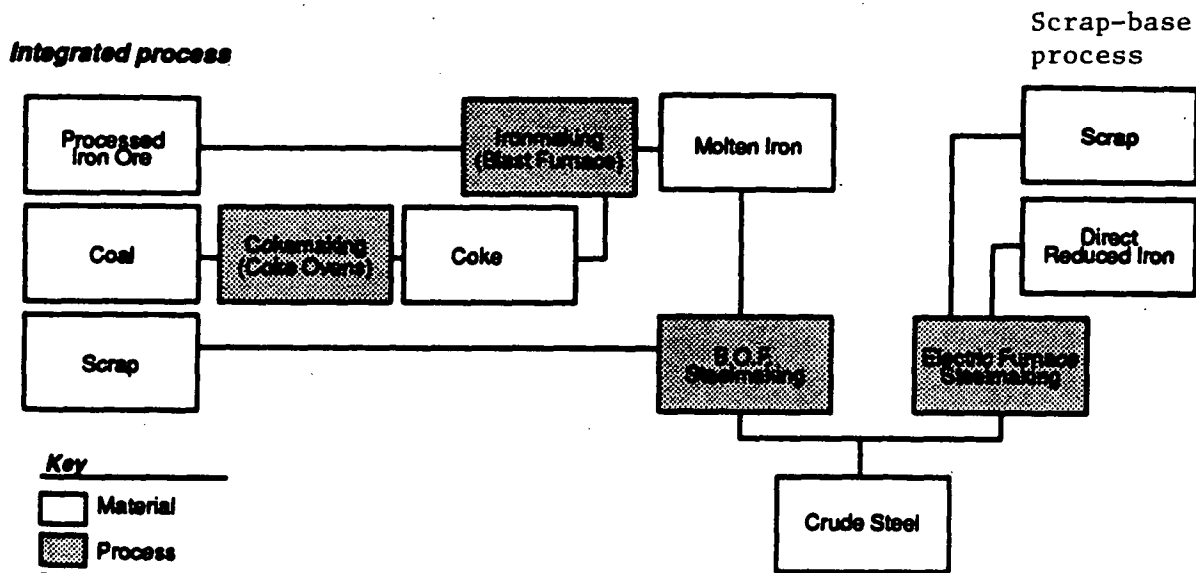 Scrap-base
process
Integrated process
Processed
Iron Ore
Ironmaking
(Blast Furnace)
Molten Iron
Scrap
Coal
Cokemaking
(Coke Ovens)
Coke
Direct
Reduced Iron
Scrap
B.O.F.
Steelmaking
Electric Furnace
Steelmaking
Key
Material
Process
Crude Steel